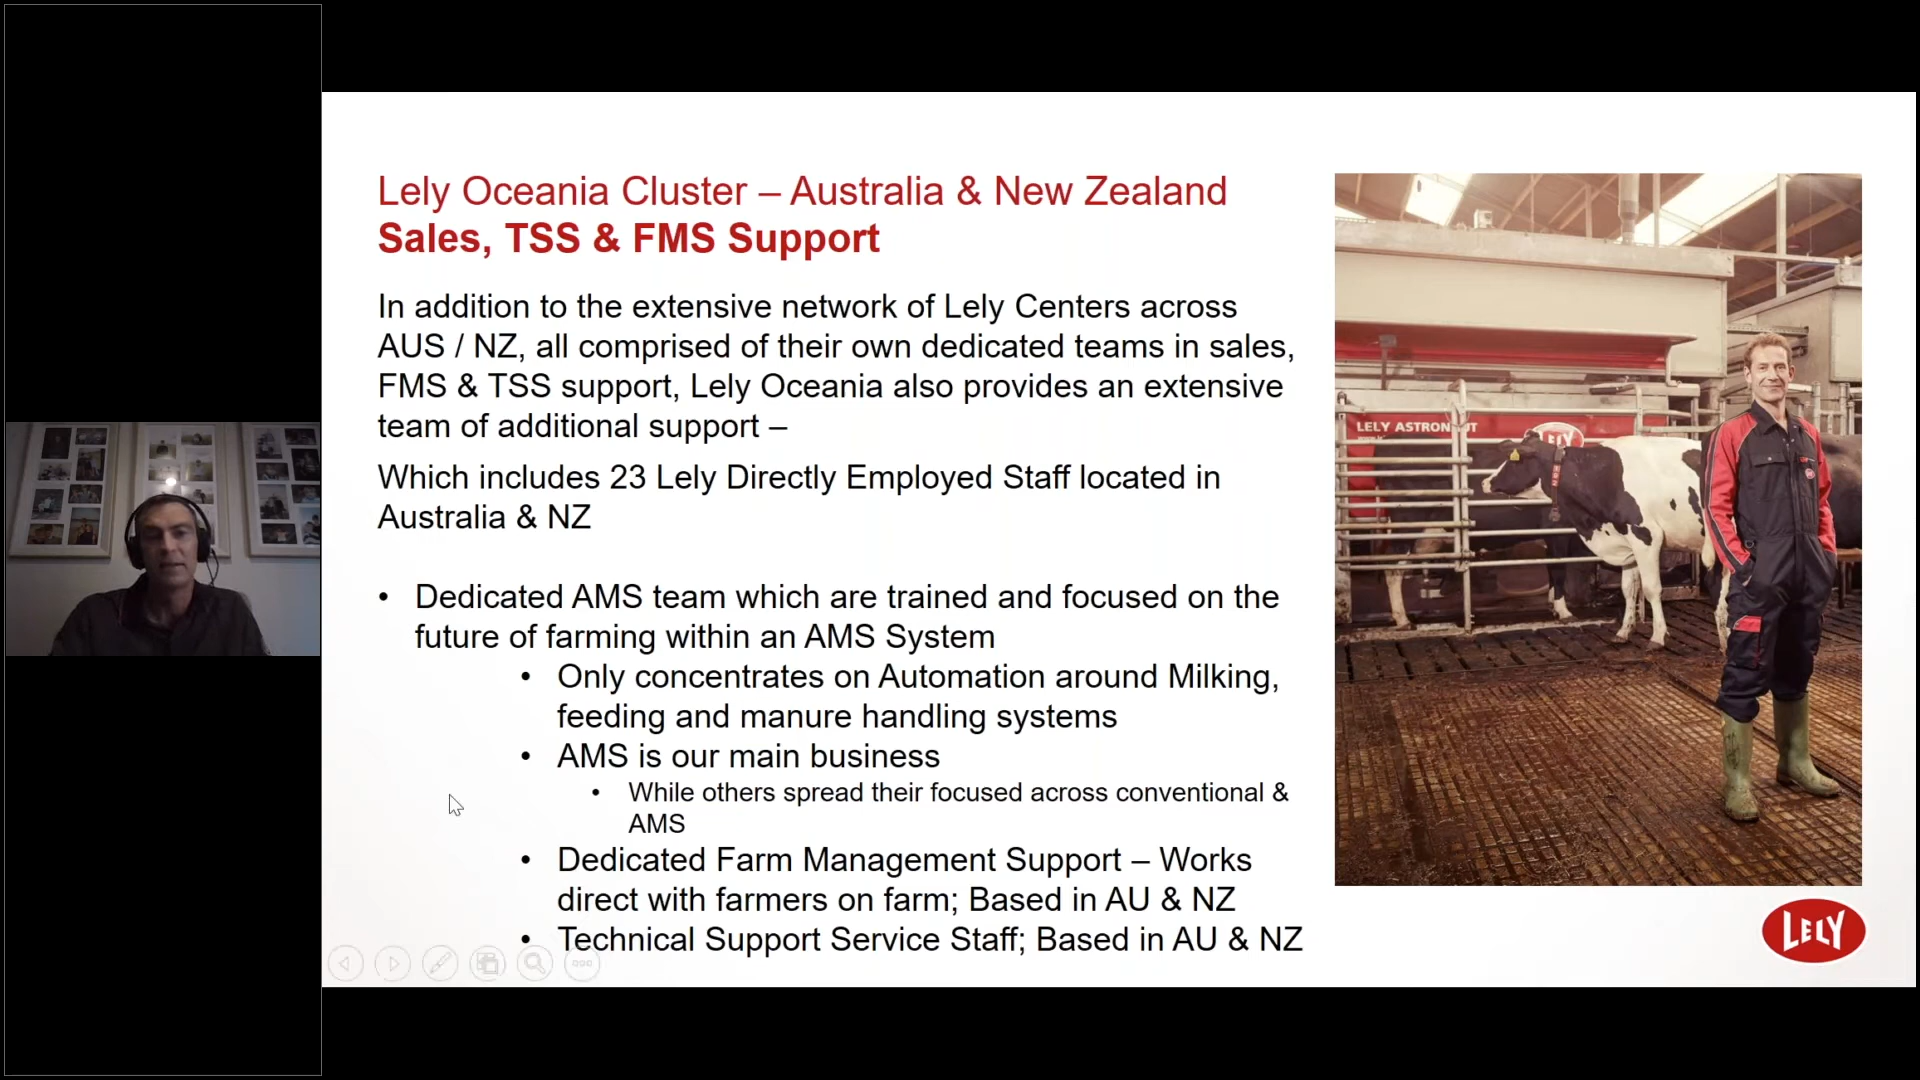 Lely Oceania Cluster – Australia & New Zealand
Sales, TSS & FMS Support
In addition to the extensive network of Lely Centers across
AUS / NZ, all comprised of their own dedicated teams in sales,
FMS & TSS support, Lely Oceania also provides an extensive
team of additional support –
Which includes 23 Lely Directly Employed Staff located in
Australia & NZ
• Dedicated AMS team which are trained and focused on the
future of farming within an AMS System
• Only concentrates on Automation around Milking,
feeding and manure handling systems
• AMS is our main business
• While others spread their focused across conventional &
AMS
• Dedicated Farm Management Support – Works
direct with farmers on farm; Based in AU & NZ
• Technical Support Service Staff; Based in AU & NZ
LELY ASTRON UT
LELY
LELY